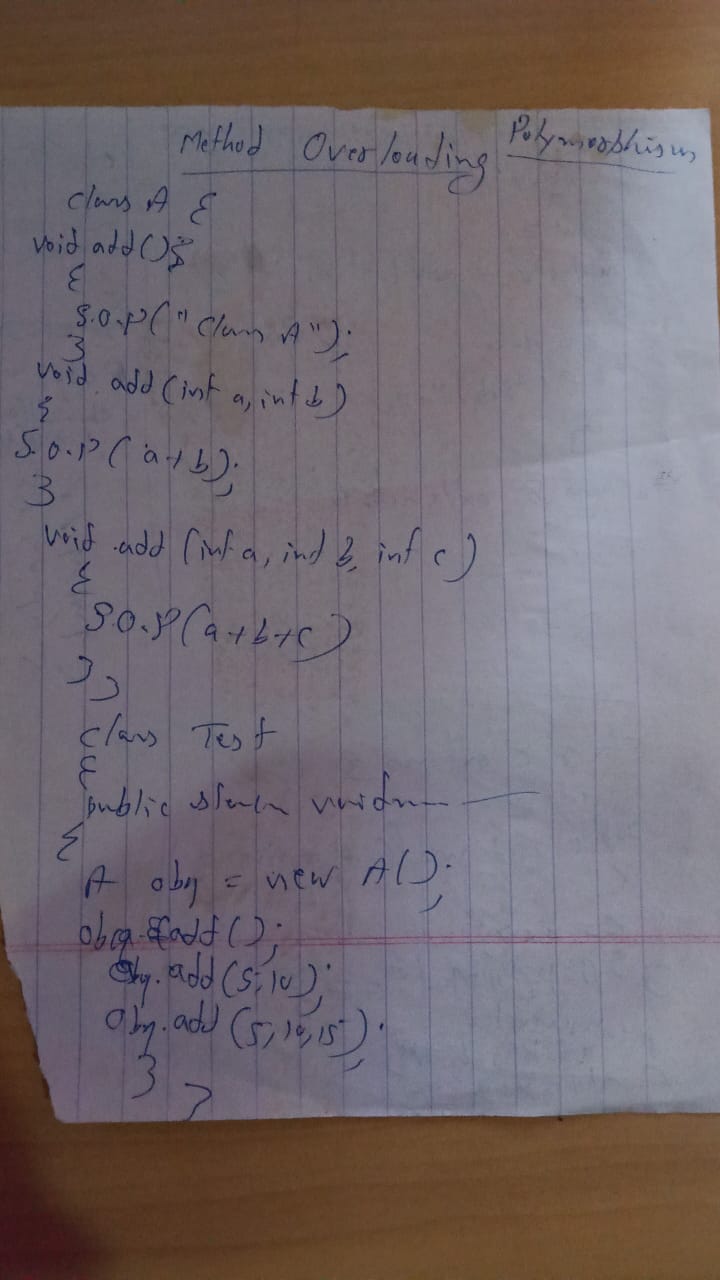 Method Overloading Polymorphism
class A {
void add(){
{
S.O.P("Class A");
}
void add(int a, int b)
{
S.O.P(a+b);
}
void add(int a, int b, int c)
{
S.O.P(a+b+c)
}}
class Test
{
public static void
{
A obj = new A();
obj.add();
obj.add(5,10);
obj.add(5,10,15);
}
}